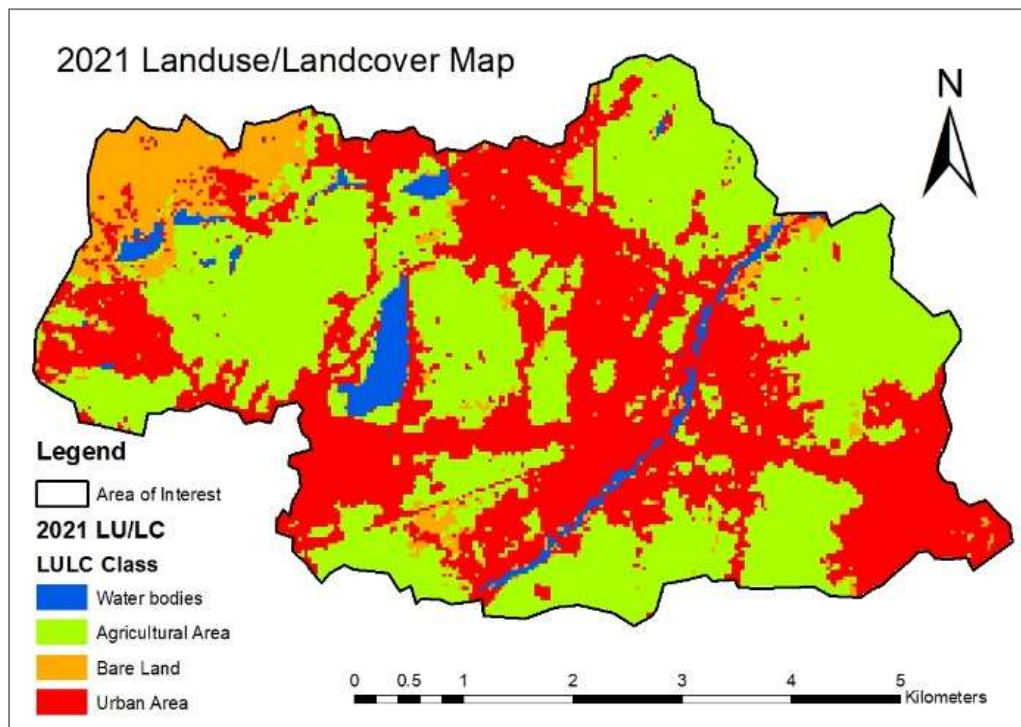 2021 Landuse/Landcover Map
N
Legend
Area of Interest
2021 LU/LC
LULC Class
Water bodies
Agricultural Area
Bare Land
Urban Area
0 0.5 1 2 3 4 5
Kilometers